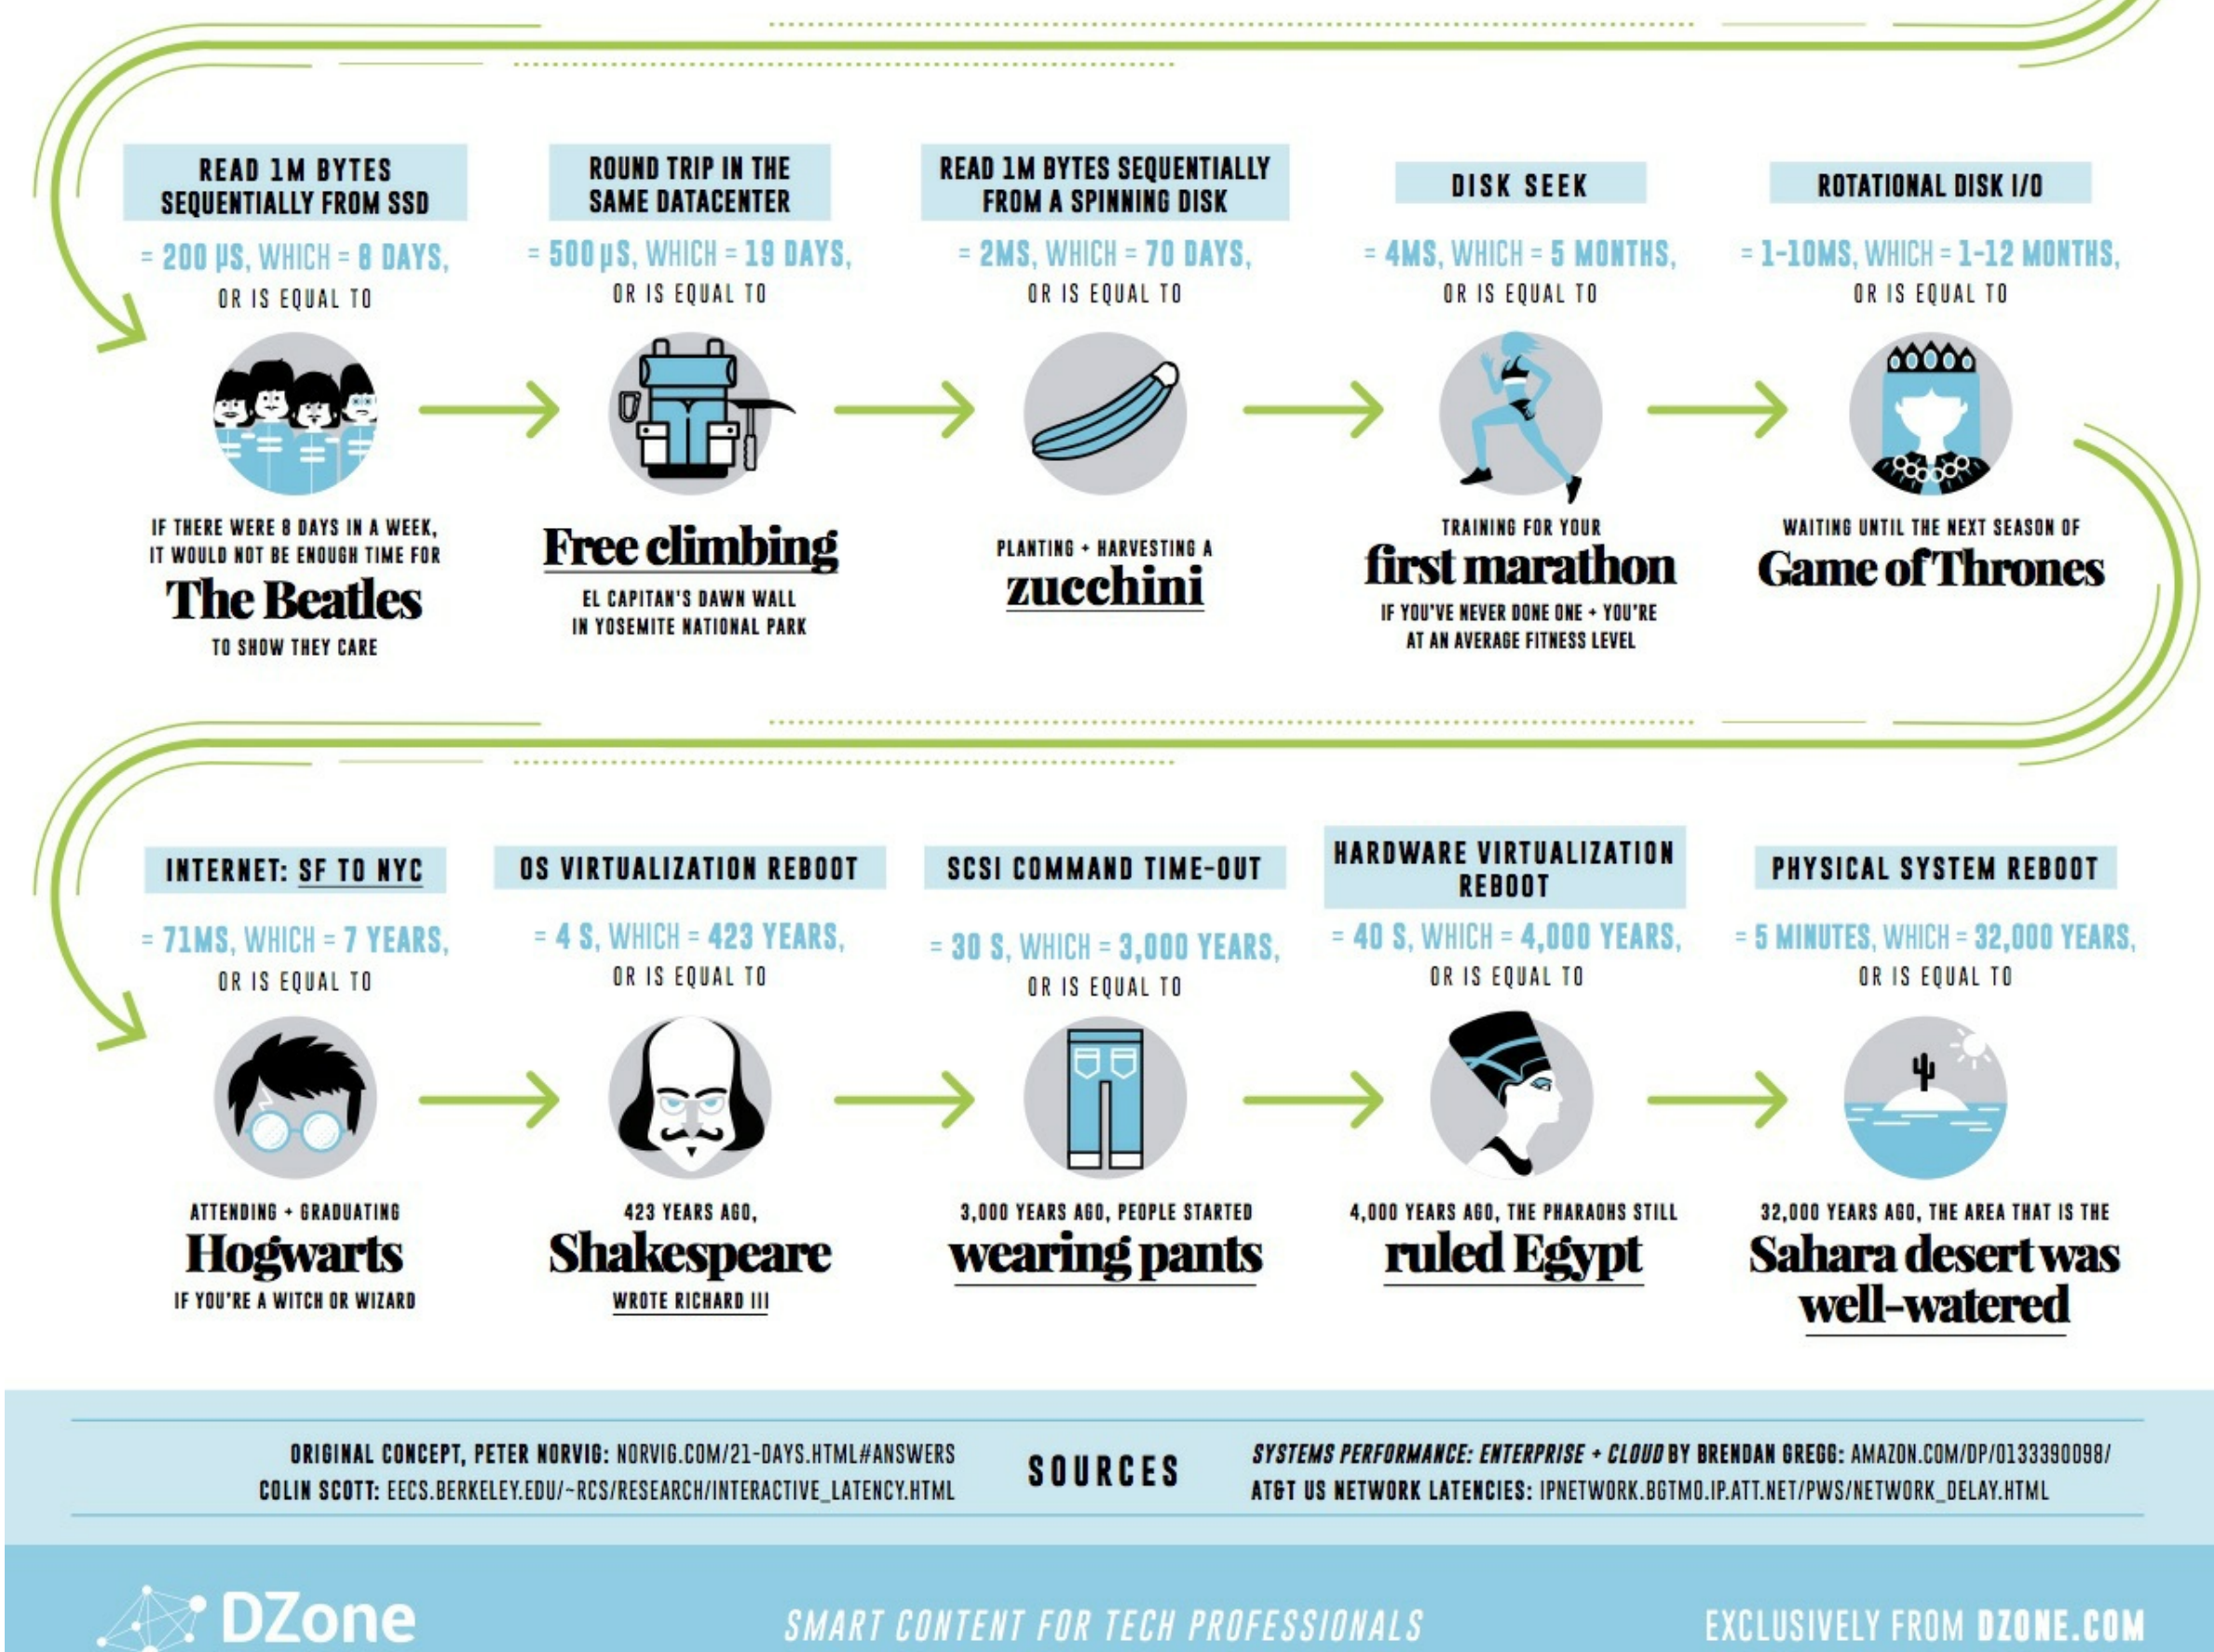 READ 1M BYTES
SEQUENTIALLY FROM SSD
= 200 µS, WHICH = 8 DAYS,
OR IS EQUAL TO
IF THERE WERE 8 DAYS IN A WEEK,
IT WOULD NOT BE ENOUGH TIME FOR
The Beatles
TO SHOW THEY CARE
ROUND TRIP IN THE
SAME DATACENTER
= 500 µS, WHICH = 19 DAYS,
OR IS EQUAL TO
Free climbing
EL CAPITAN'S DAWN WALL
IN YOSEMITE NATIONAL PARK
READ 1M BYTES SEQUENTIALLY
FROM A SPINNING DISK
= 2MS, WHICH = 70 DAYS,
OR IS EQUAL TO
PLANTING + HARVESTING A
zucchini
DISK SEEK
= 4MS, WHICH = 5 MONTHS,
OR IS EQUAL TO
TRAINING FOR YOUR
first marathon
IF YOU'VE NEVER DONE ONE + YOU'RE
AT AN AVERAGE FITNESS LEVEL
ROTATIONAL DISK I/O
= 1-10MS, WHICH = 1-12 MONTHS,
OR IS EQUAL TO
WAITING UNTIL THE NEXT SEASON OF
Game of Thrones
INTERNET: SF TO NYC
= 71MS, WHICH = 7 YEARS,
OR IS EQUAL TO
ATTENDING + GRADUATING
Hogwarts
IF YOU'RE A WITCH OR WIZARD
OS VIRTUALIZATION REBOOT
= 4 S, WHICH = 423 YEARS,
OR IS EQUAL TO
423 YEARS AGO,
Shakespeare
WROTE RICHARD III
SCSI COMMAND TIME-OUT
= 30 S, WHICH = 3,000 YEARS,
OR IS EQUAL TO
3,000 YEARS AGO, PEOPLE STARTED
wearing pants
HARDWARE VIRTUALIZATION
REBOOT
= 40 S, WHICH = 4,000 YEARS,
OR IS EQUAL TO
4,000 YEARS AGO, THE PHARAOHS STILL
ruled Egypt
PHYSICAL SYSTEM REBOOT
= 5 MINUTES, WHICH = 32,000 YEARS,
OR IS EQUAL TO
32,000 YEARS AGO, THE AREA THAT IS THE
Sahara desert was
well-watered
ORIGINAL CONCEPT, PETER NORVIG: NORVIG.COM/21-DAYS.HTML#ANSWERS
COLIN SCOTT: EECS.BERKELEY.EDU/~RCS/RESEARCH/INTERACTIVE_LATENCY.HTML
SOURCES
SYSTEMS PERFORMANCE: ENTERPRISE + CLOUD BY BRENDAN GREGG: AMAZON.COM/DP/0133390098/
AT&T US NETWORK LATENCIES: IPNETWORK.BGTMO.IP.ATT.NET/PWS/NETWORK_DELAY.HTML
DZone
SMART CONTENT FOR TECH PROFESSIONALS
EXCLUSIVELY FROM DZONE.COM